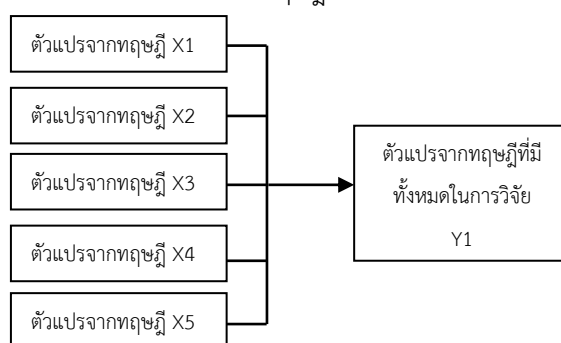 ตัวแปรจากทฤษฎี X1
ตัวแปรจากทฤษฎี X2
ตัวแปรจากทฤษฎี X3
ตัวแปรจากทฤษฎี X4
ตัวแปรจากทฤษฎี X5
ตัวแปรจากทฤษฎีที่มี
ทั้งหมดในการวิจัย
Y1